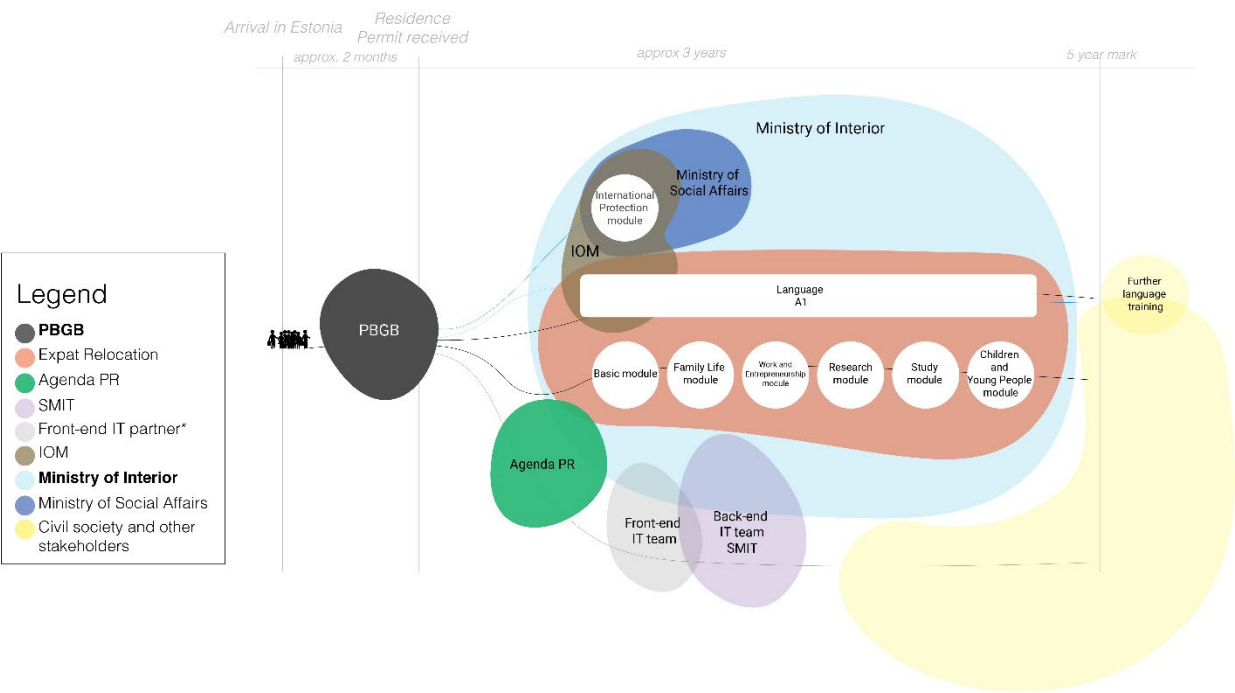 Arrival in Estonia
Residence
Permit received
approx. 2 months
approx 3 years
5 year mark
Ministry of Interior
Ministry of
Social Affairs
International
Protection
module
IOM
Language
A1
Further
language
training
PBGB
Basic module
Family Life
module
Work and
Entrepreneurship
module
Research
module
Study
module
Children
and
Young People
module
Agenda PR
Front-end
IT team
Back-end
IT team
SMIT
Legend
PBGB
Expat Relocation
Agenda PR
SMIT
Front-end IT partner*
IOM
Ministry of Interior
Ministry of Social Affairs
Civil society and other
stakeholders